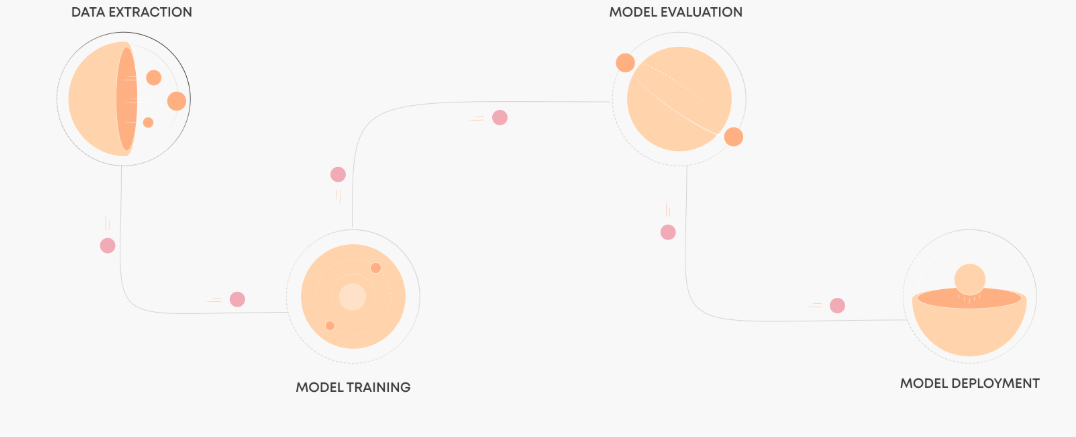 DATA EXTRACTION
MODEL EVALUATION
MODEL TRAINING
MODEL DEPLOYMENT